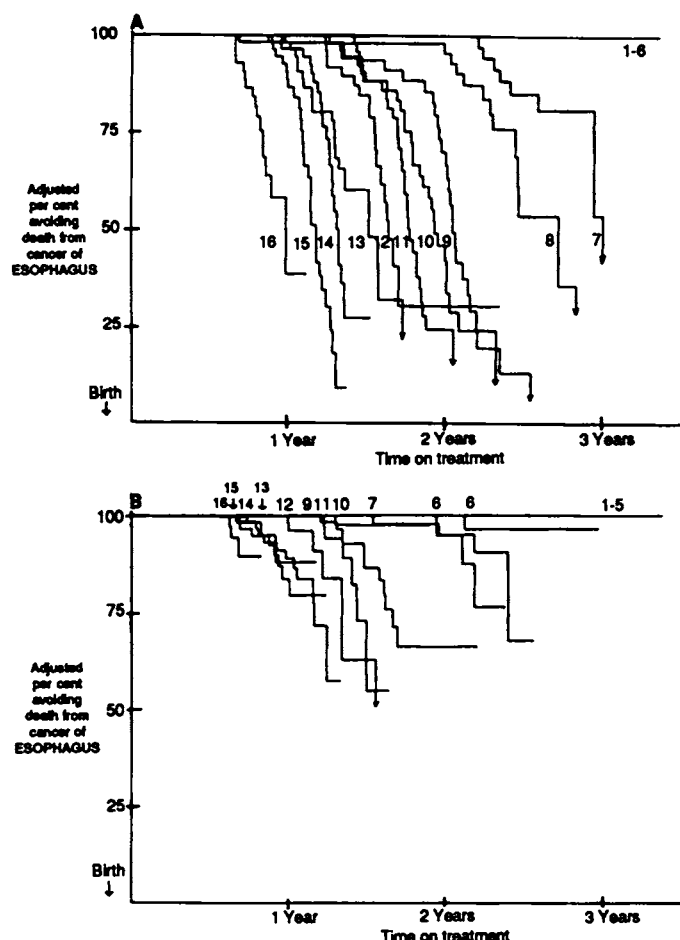 A
100
1-6
75
Adjusted
per cent
avoiding
death from
cancer of
ESOPHAGUS
50
16 15 14 13 12 11 10 9 8 7
25
Birth
↓
1 Year 2 Years 3 Years
Time on treatment
15 13
B 16↓ 14 ↓ 12 9 11 10 7 6 6 1-5
100
75
Adjusted
per cent
avoiding
death from
cancer of
ESOPHAGUS
50
25
Birth
↓
1 Year 2 Years 3 Years
Time on treatment